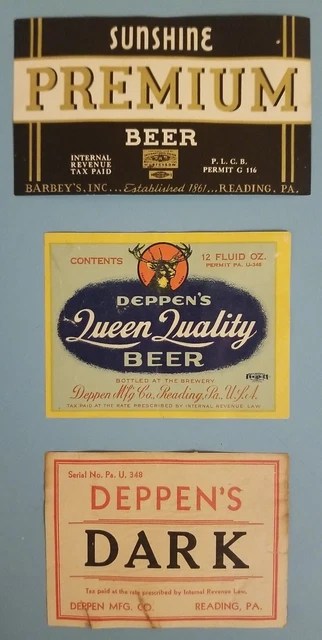 SUNSHINE
PREMIUM
BEER
INTERNAL
REVENUE
TAX PAID
P. L. C. B.
PERMIT G 116
BARBEY'S, INC...Established 1861...READING, PA.
CONTENTS
12 FLUID OZ.
PERMIT PA. U-348
DEPPEN'S
Queen Quality
BEER
BOTTLED AT THE BREWERY
Deppen Mf'g Co. Reading, Pa. U.S.A.
TAX PAID AT THE RATE PRESCRIBED BY INTERNAL REVENUE LAW
Serial No. Pa. U. 348
DEPPEN'S
DARK
Tax paid at the rate prescribed by Internal Revenue Law.
DEPPEN MFG. CO. READING, PA.